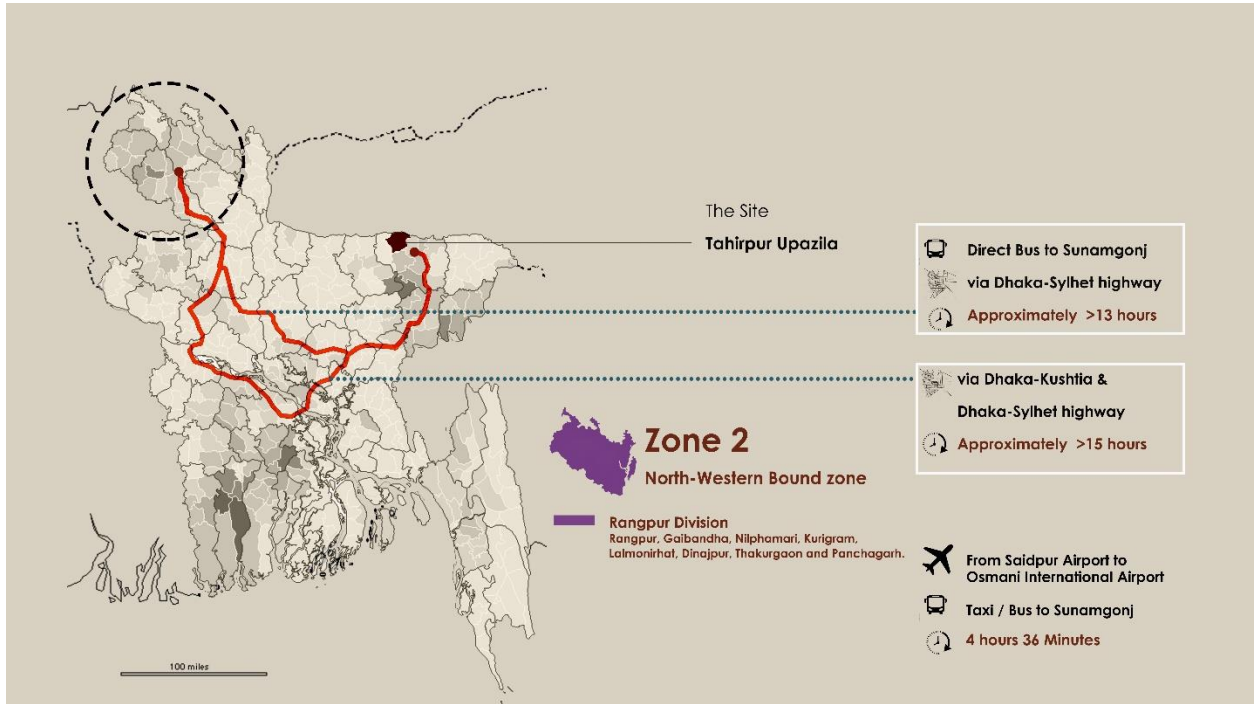 The Site
Tahirpur Upazila
Direct Bus to Sunamgonj
via Dhaka-Sylhet highway
Approximately >13 hours
via Dhaka-Kushtia &
Dhaka-Sylhet highway
Approximately >15 hours
Zone 2
North-Western Bound zone
Rangpur Division
Rangpur, Gaibandha, Nilphamari, Kurigram,
Lalmonirhat, Dinajpur, Thakurgaon and Panchagarh.
From Saidpur Airport to
Osmani International Airport
Taxi / Bus to Sunamgonj
4 hours 36 Minutes
100 miles